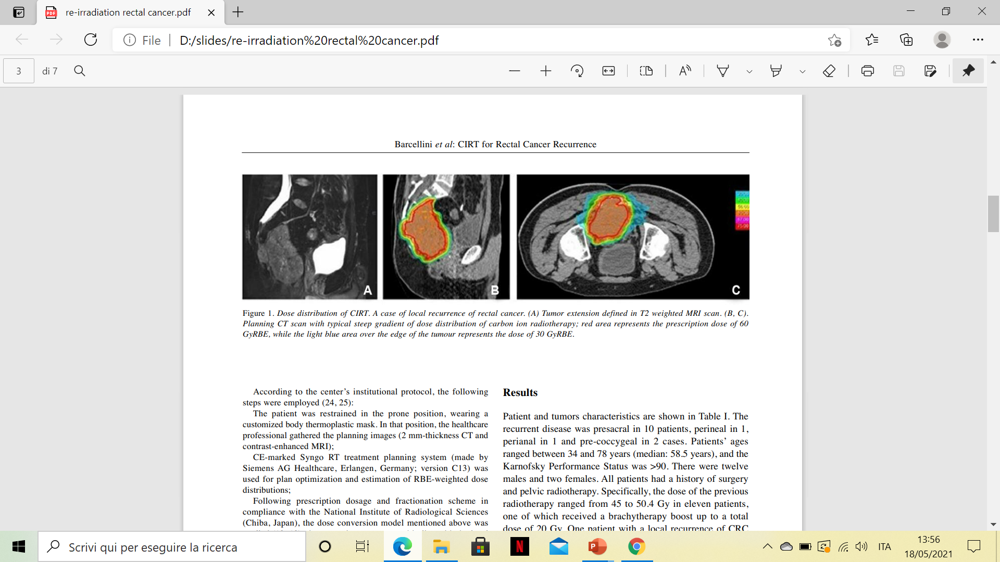 re-irradiation rectal cancer.pdf
File
D:/slides/re-irradiation%20rectal%20cancer.pdf
3
di 7
Barcellini et al: CIRT for Rectal Cancer Recurrence
A
B
C
Figure 1. Dose distribution of CIRT. A case of local recurrence of rectal cancer. (A) Tumor extension defined in T2 weighted MRI scan. (B, C).
Planning CT scan with typical steep gradient of dose distribution of carbon ion radiotherapy; red area represents the prescription dose of 60
GyRBE, while the light blue area over the edge of the tumour represents the dose of 30 GyRBE.
According to the center's institutional protocol, the following
steps were employed (24, 25):
The patient was restrained in the prone position, wearing a
customized body thermoplastic mask. In that position, the healthcare
professional gathered the planning images (2 mm-thickness CT and
contrast-enhanced MRI);
CE-marked Syngo RT treatment planning system (made by
Siemens AG Healthcare, Erlangen, Germany; version C13) was
used for plan optimization and estimation of RBE-weighted dose
distributions;
Following prescription dosage and fractionation scheme in
compliance with the National Institute of Radiological Sciences
(Chiba, Japan), the dose conversion model mentioned above was
Results
Patient and tumors characteristics are shown in Table I. The
recurrent disease was presacral in 10 patients, perineal in 1,
perianal in 1 and pre-coccygeal in 2 cases. Patients' ages
ranged between 34 and 78 years (median: 58.5 years), and the
Karnofsky Performance Status was >90. There were twelve
males and two females. All patients had a history of surgery
and pelvic radiotherapy. Specifically, the dose of the previous
radiotherapy ranged from 45 to 50.4 Gy in eleven patients,
one of which received a brachytherapy boost up to a total
dose of 20 Gy. One patient with a local recurrence of CRC
Scrivi qui per eseguire la ricerca
ITA
13:56
18/05/2021